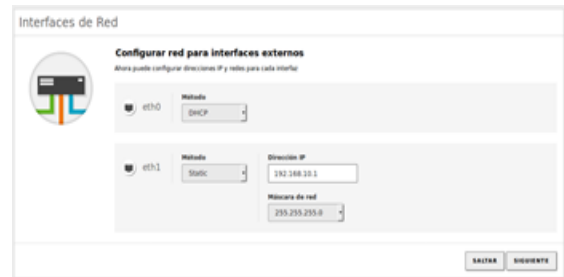 Interfaces de Red
Configurar red para interfaces externos
Ahora puede configurar direcciones IP y redes para cada interfaz
eth0
Método
DHCP
eth1
Método
Static
Dirección IP
192.168.10.1
Máscara de red
255.255.255.0
SALTAR
SIGUIENTE